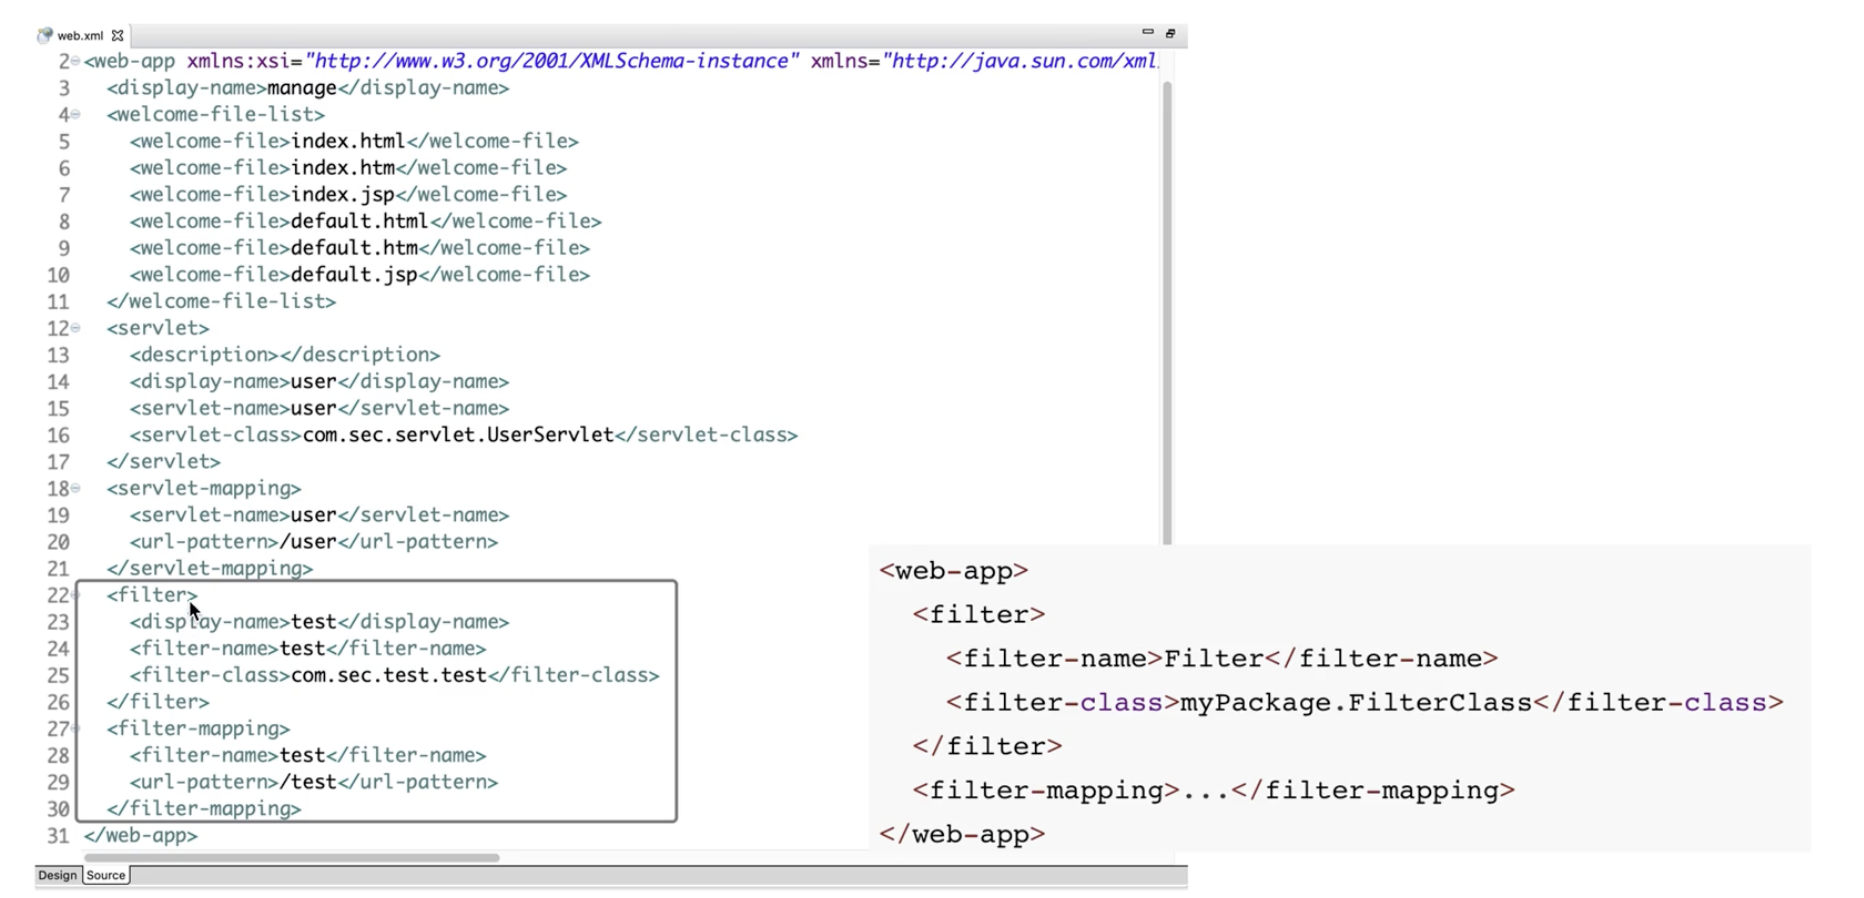 web.xml
2 <web-app xmlns:xsi="http://www.w3.org/2001/XMLSchema-instance" xmlns="http://java.sun.com/xml
3 <display-name>manage</display-name>
4 <welcome-file-list>
5 <welcome-file>index.html</welcome-file>
6 <welcome-file>index.htm</welcome-file>
7 <welcome-file>index.jsp</welcome-file>
8 <welcome-file>default.html</welcome-file>
9 <welcome-file>default.htm</welcome-file>
10 <welcome-file>default.jsp</welcome-file>
11 </welcome-file-list>
12 <servlet>
13 <description></description>
14 <display-name>user</display-name>
15 <servlet-name>user</servlet-name>
16 <servlet-class>com.sec.servlet.UserServlet</servlet-class>
17 </servlet>
18 <servlet-mapping>
19 <servlet-name>user</servlet-name>
20 <url-pattern>/user</url-pattern>
21 </servlet-mapping>
22 <filter>
23 <display-name>test</display-name>
24 <filter-name>test</filter-name>
25 <filter-class>com.sec.test.test</filter-class>
26 </filter>
27 <filter-mapping>
28 <filter-name>test</filter-name>
29 <url-pattern>/test</url-pattern>
30 </filter-mapping>
31 </web-app>
Design Source
<web-app>
<filter>
<filter-name>Filter</filter-name>
<filter-class>myPackage.FilterClass</filter-class>
</filter>
<filter-mapping>...</filter-mapping>
</web-app>